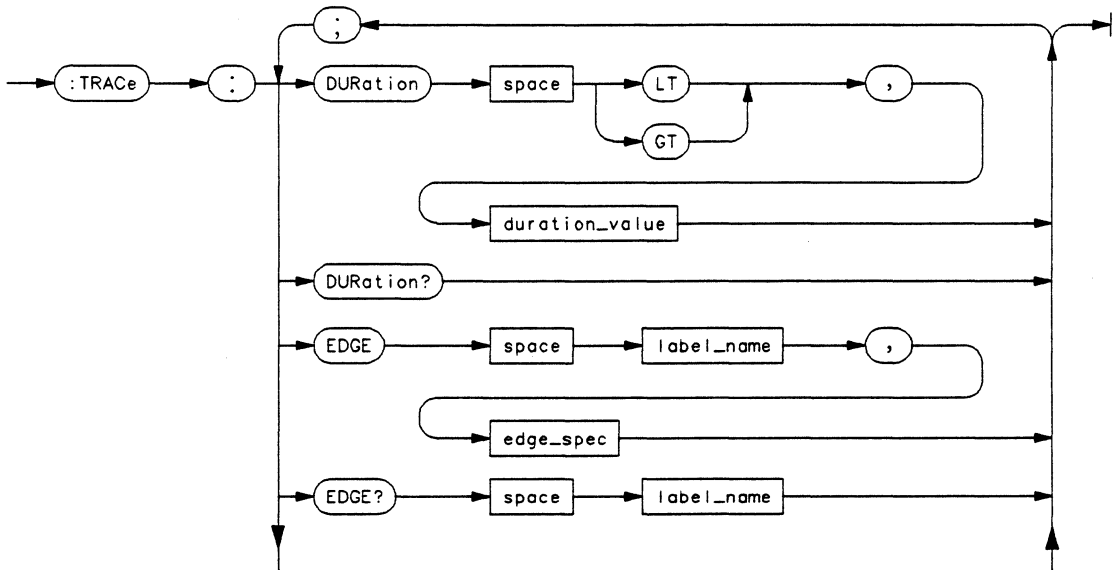 ;
:TRACe : DURation space LT ,
GT
duration_value
DURation?
EDGE space label_name ,
edge_spec
EDGE? space label_name